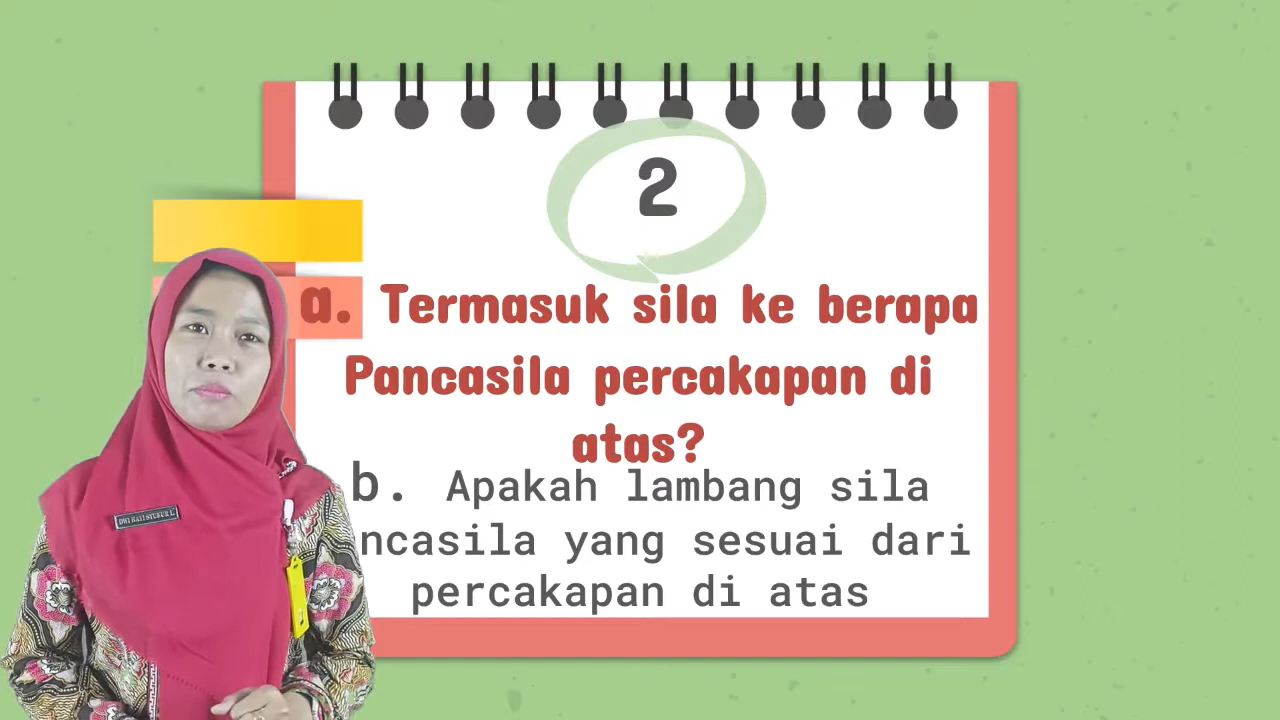 2
a. Termasuk sila ke berapa
Pancasila percakapan di
atas?
b. Apakah lambang sila
ncasila yang sesuai dari
percakapan di atas